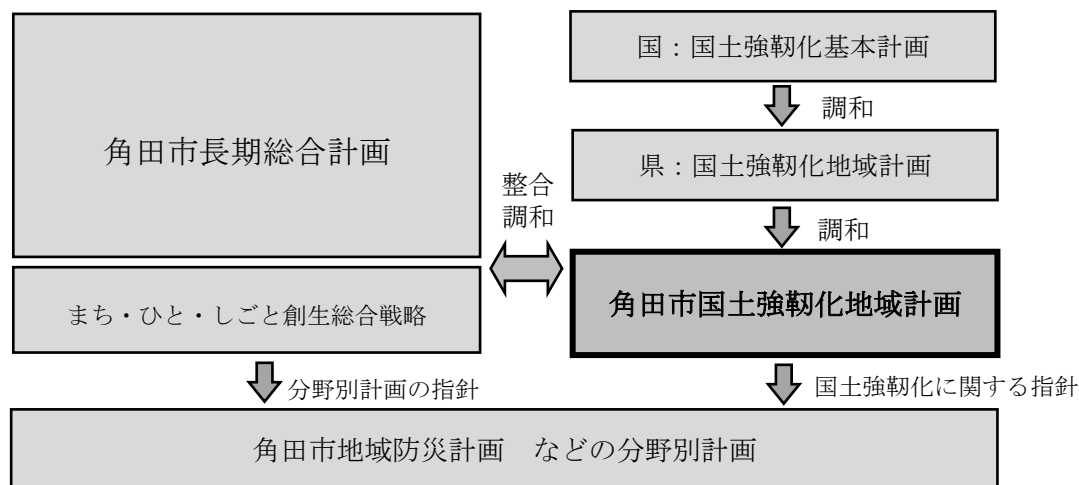 国：国土強靱化基本計画
調和
角田市長期総合計画
県：国土強靱化地域計画
整合
調和
調和
角田市国土強靱化地域計画
まち・ひと・しごと創生総合戦略
分野別計画の指針
国土強靱化に関する指針
角田市地域防災計画　などの分野別計画